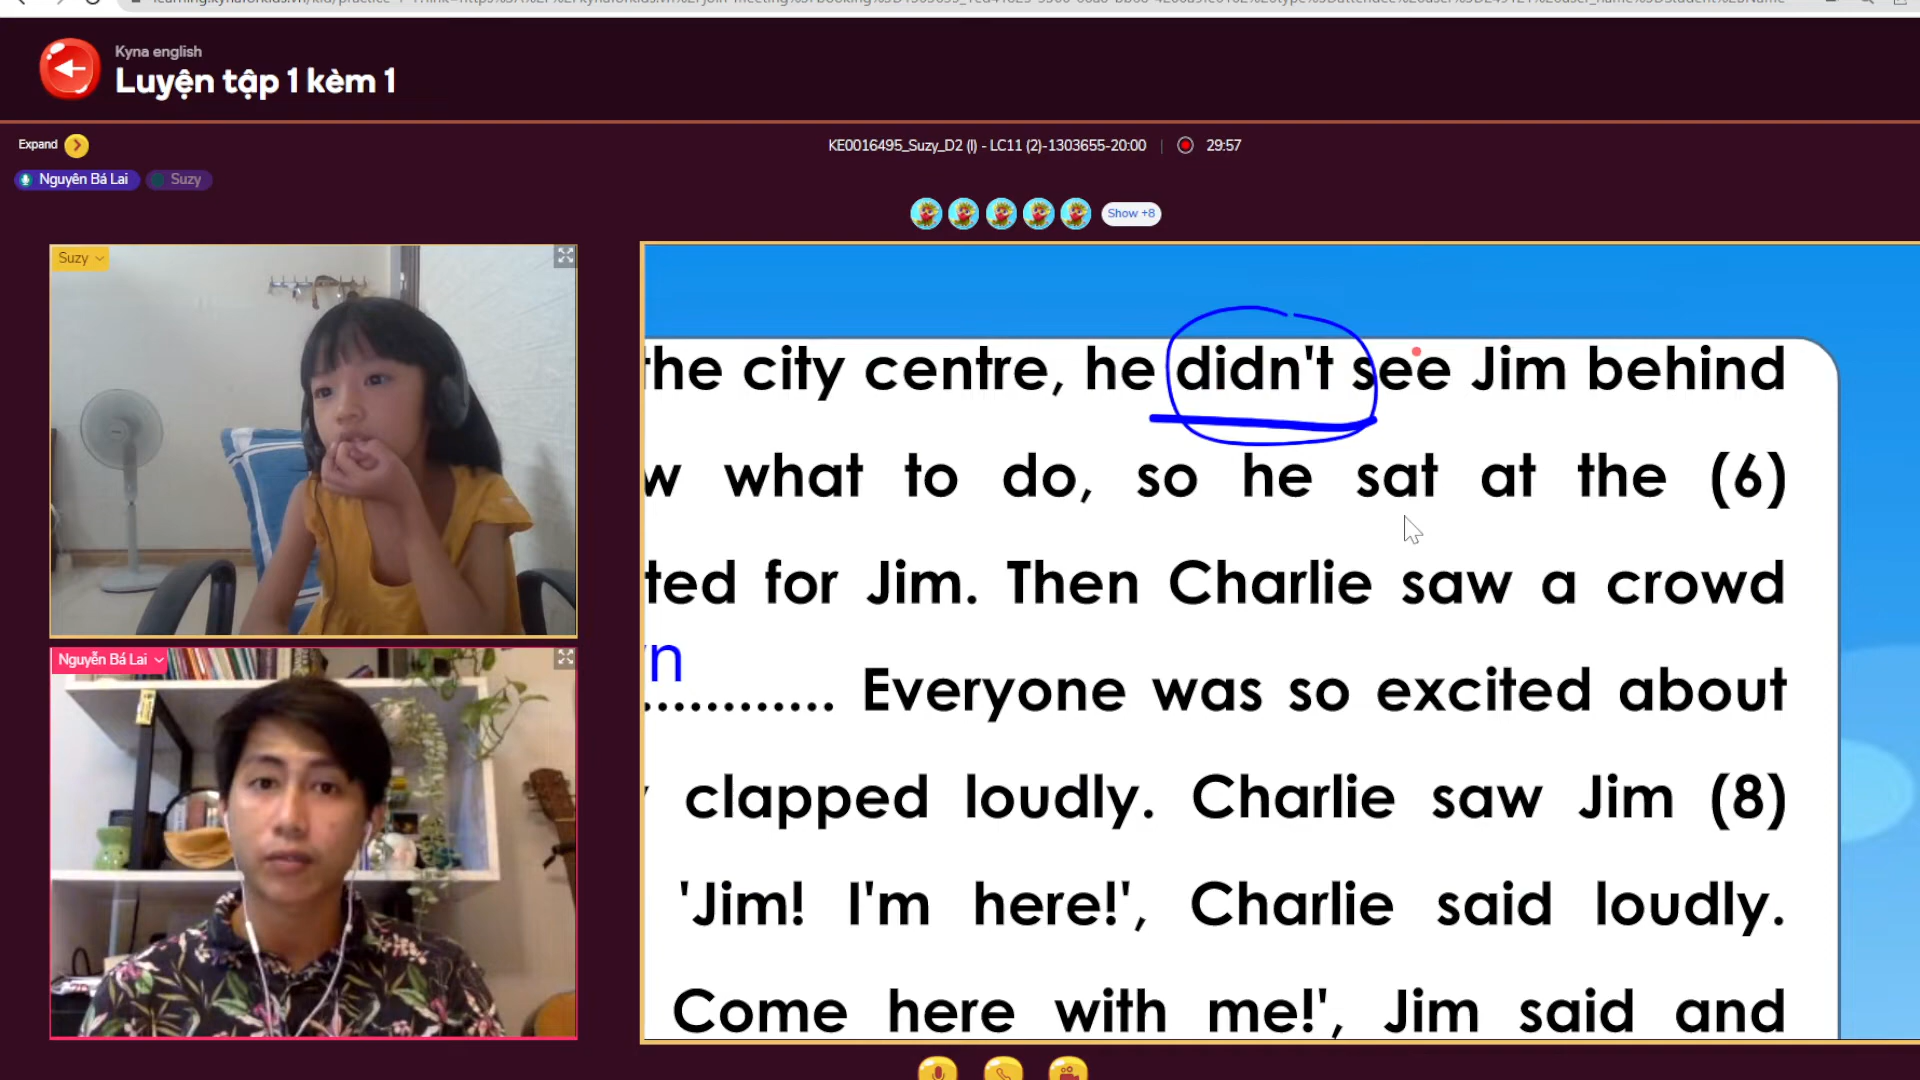 Kyna english
Luyện tập 1 kèm 1
Expand
KE0016495_Suzy_D2 (I) - LC11 (2)-1303655-20:00 | 29:57
Nguyên Bá Lai Suzy
Show +8
Suzy
Nguyễn Bá Lai
the city centre, he didn't see Jim behind
w what to do, so he sat at the (6)
ted for Jim. Then Charlie saw a crowd
n
............. Everyone was so excited about
clapped loudly. Charlie saw Jim (8)
'Jim! I'm here!', Charlie said loudly.
Come here with me!', Jim said and